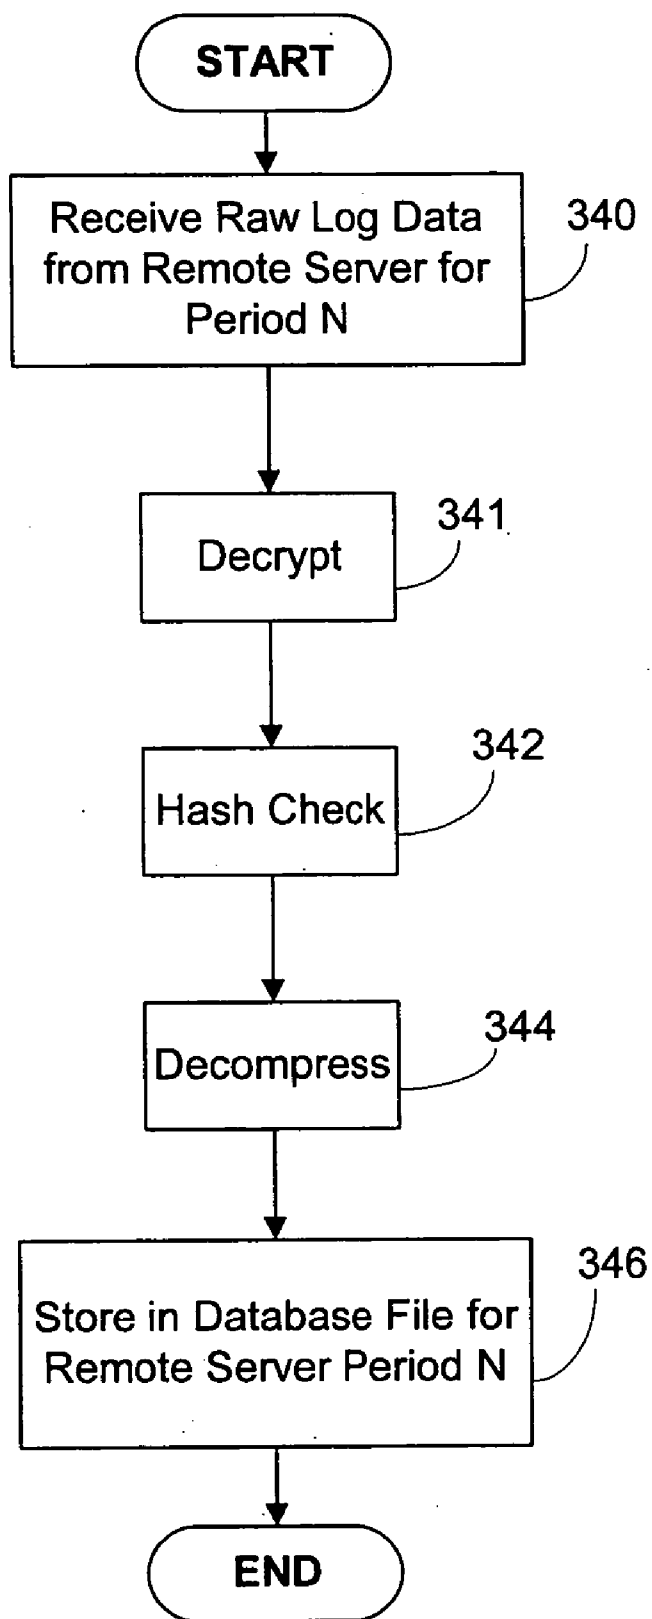 START
Receive Raw Log Data
from Remote Server for
Period N
340
Decrypt
341
Hash Check
342
Decompress
344
Store in Database File for
Remote Server Period N
346
END